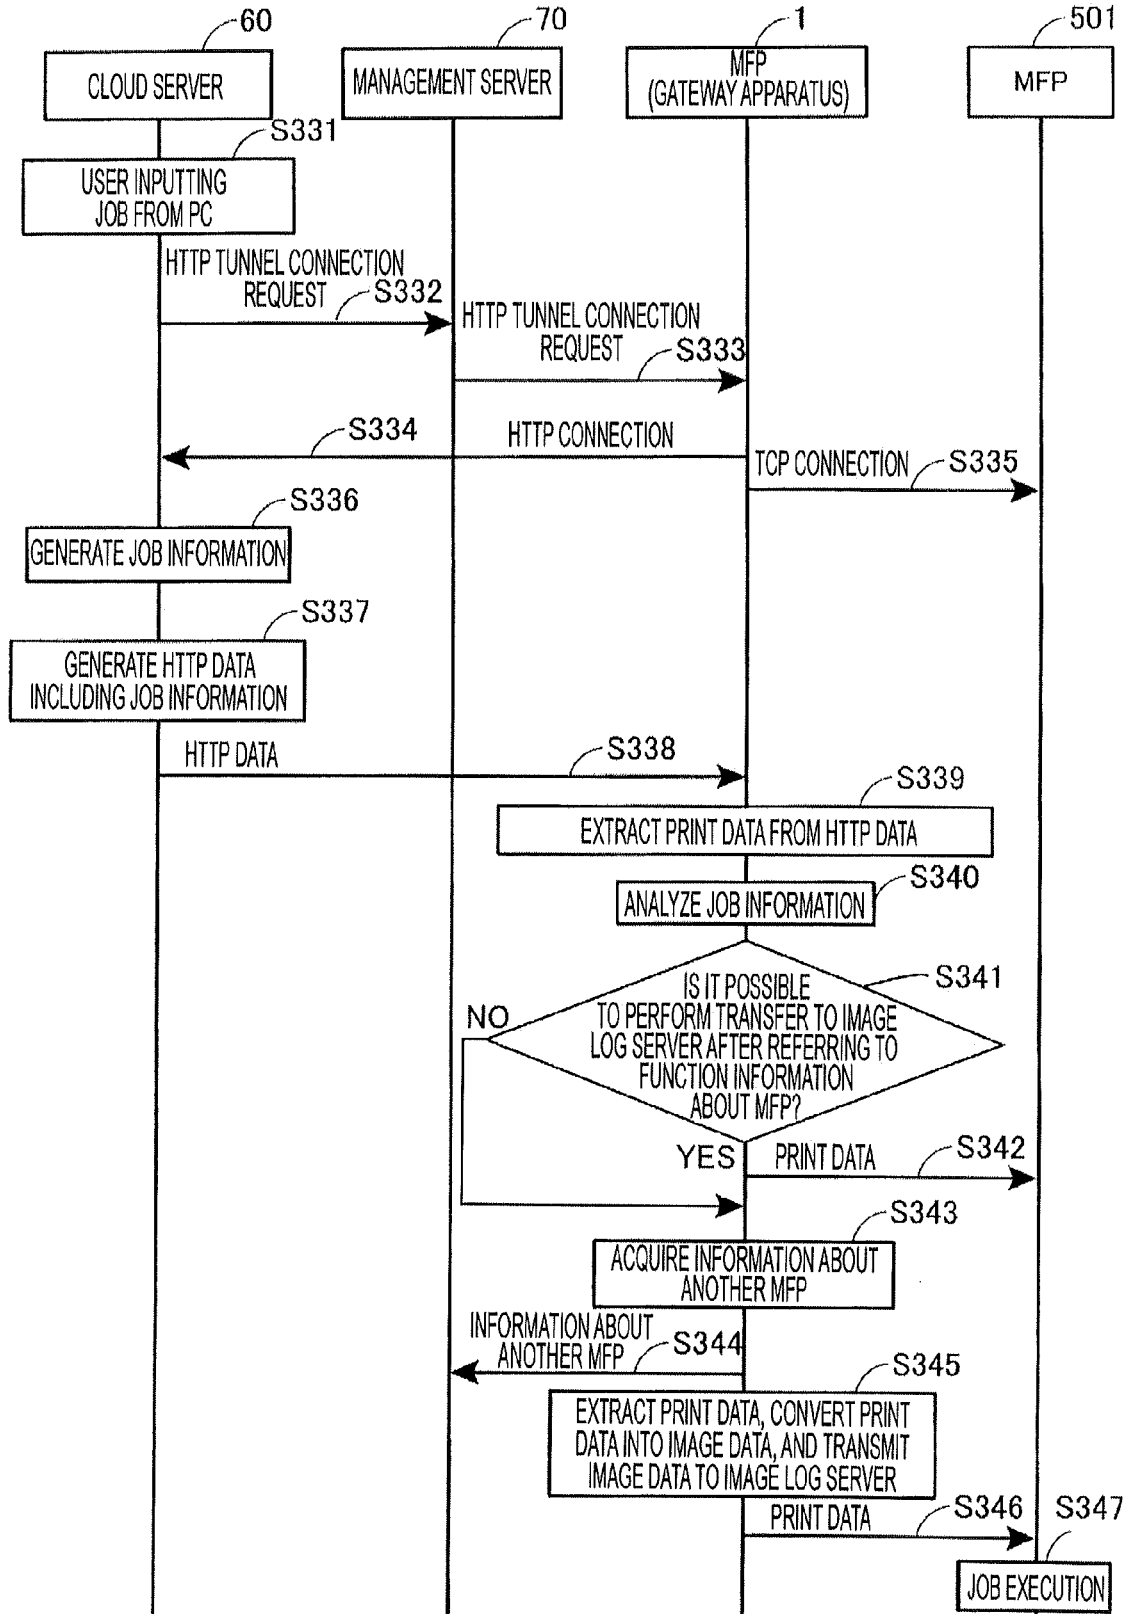 60
70
1
501
CLOUD SERVER
MANAGEMENT SERVER
MFP
(GATEWAY APPARATUS)
MFP
S331
USER INPUTTING
JOB FROM PC
HTTP TUNNEL CONNECTION
REQUEST
S332
HTTP TUNNEL CONNECTION
REQUEST
S333
S334
HTTP CONNECTION
TCP CONNECTION
S335
S336
GENERATE JOB INFORMATION
S337
GENERATE HTTP DATA
INCLUDING JOB INFORMATION
HTTP DATA
S338
S339
EXTRACT PRINT DATA FROM HTTP DATA
S340
ANALYZE JOB INFORMATION
S341
IS IT POSSIBLE
TO PERFORM TRANSFER TO IMAGE
LOG SERVER AFTER REFERRING TO
FUNCTION INFORMATION
ABOUT MFP?
NO
YES
PRINT DATA
S342
S343
ACQUIRE INFORMATION ABOUT
ANOTHER MFP
INFORMATION ABOUT
ANOTHER MFP
S344
S345
EXTRACT PRINT DATA, CONVERT PRINT
DATA INTO IMAGE DATA, AND TRANSMIT
IMAGE DATA TO IMAGE LOG SERVER
PRINT DATA
S346
S347
JOB EXECUTION